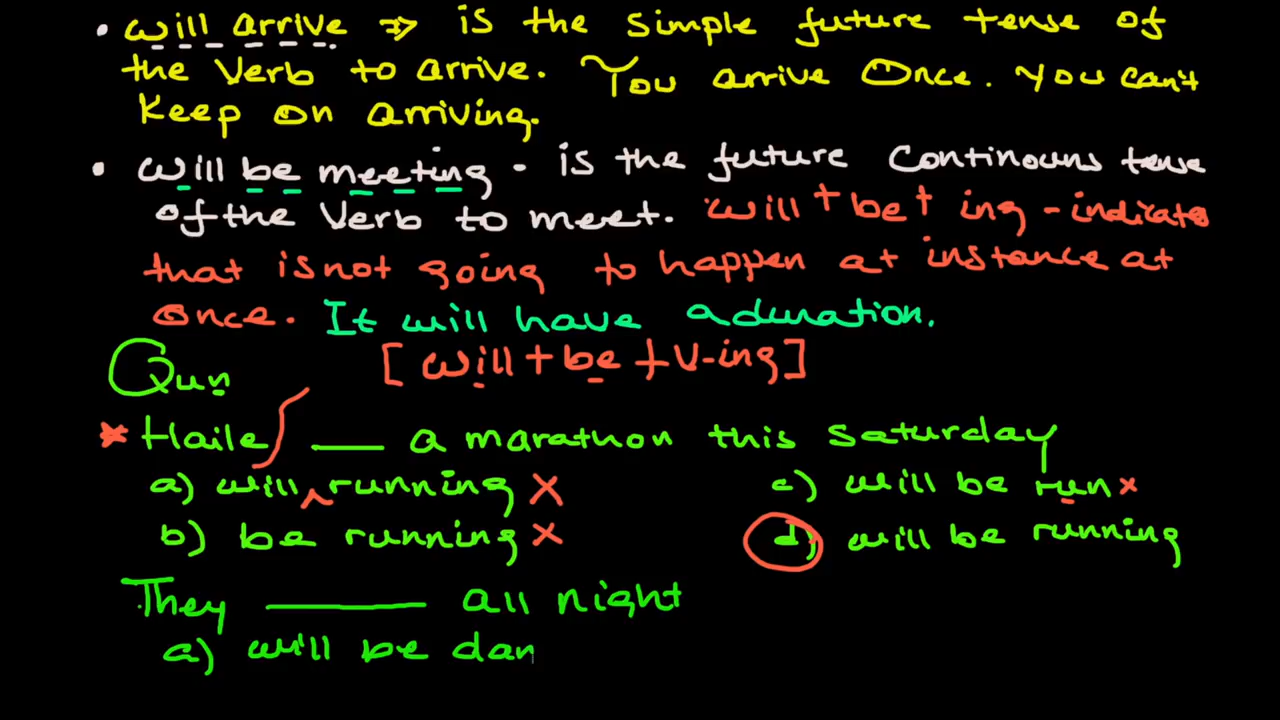 • will arrive ⇒ is the simple future tense of
the verb to arrive. You arrive once. You can't
Keep on arriving.
• will be meeting - is the future continouns tense
of the verb to meet. will + be + ing - indicates
that is not going to happen at instance at
once. It will have a duration.
Qun [will + be + V-ing]
* Haile ___ a marathon this saturday
a) will running × c) will be run ×
b) be running × d) will be running
They ______ all night
a) will be dan